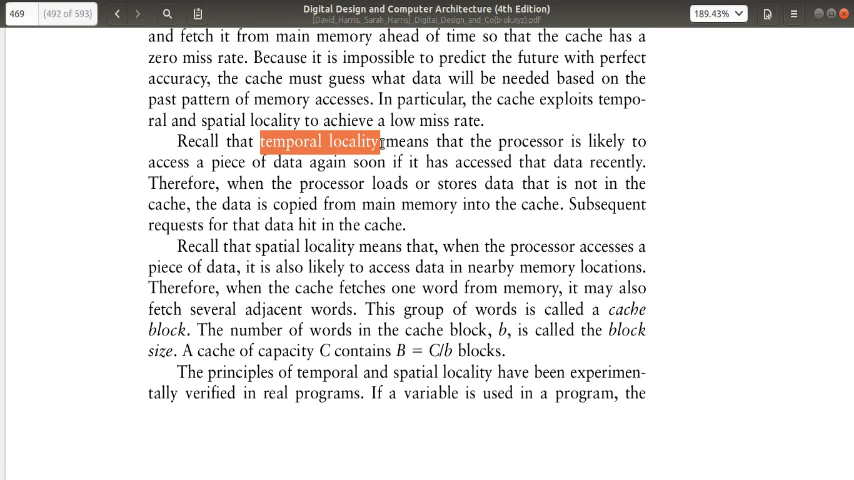 469
(492 of 593)
Digital Design and Computer Architecture (4th Edition)
[David_Harris, Sarah_Harris]_Digital_Design_and_Co(b-ok.xyz).pdf
189.43%
and fetch it from main memory ahead of time so that the cache has a
zero miss rate. Because it is impossible to predict the future with perfect
accuracy, the cache must guess what data will be needed based on the
past pattern of memory accesses. In particular, the cache exploits tempo-
ral and spatial locality to achieve a low miss rate.
Recall that temporal locality means that the processor is likely to
access a piece of data again soon if it has accessed that data recently.
Therefore, when the processor loads or stores data that is not in the
cache, the data is copied from main memory into the cache. Subsequent
requests for that data hit in the cache.
Recall that spatial locality means that, when the processor accesses a
piece of data, it is also likely to access data in nearby memory locations.
Therefore, when the cache fetches one word from memory, it may also
fetch several adjacent words. This group of words is called a cache
block. The number of words in the cache block, b, is called the block
size. A cache of capacity C contains B = C/b blocks.
The principles of temporal and spatial locality have been experimen-
tally verified in real programs. If a variable is used in a program, the